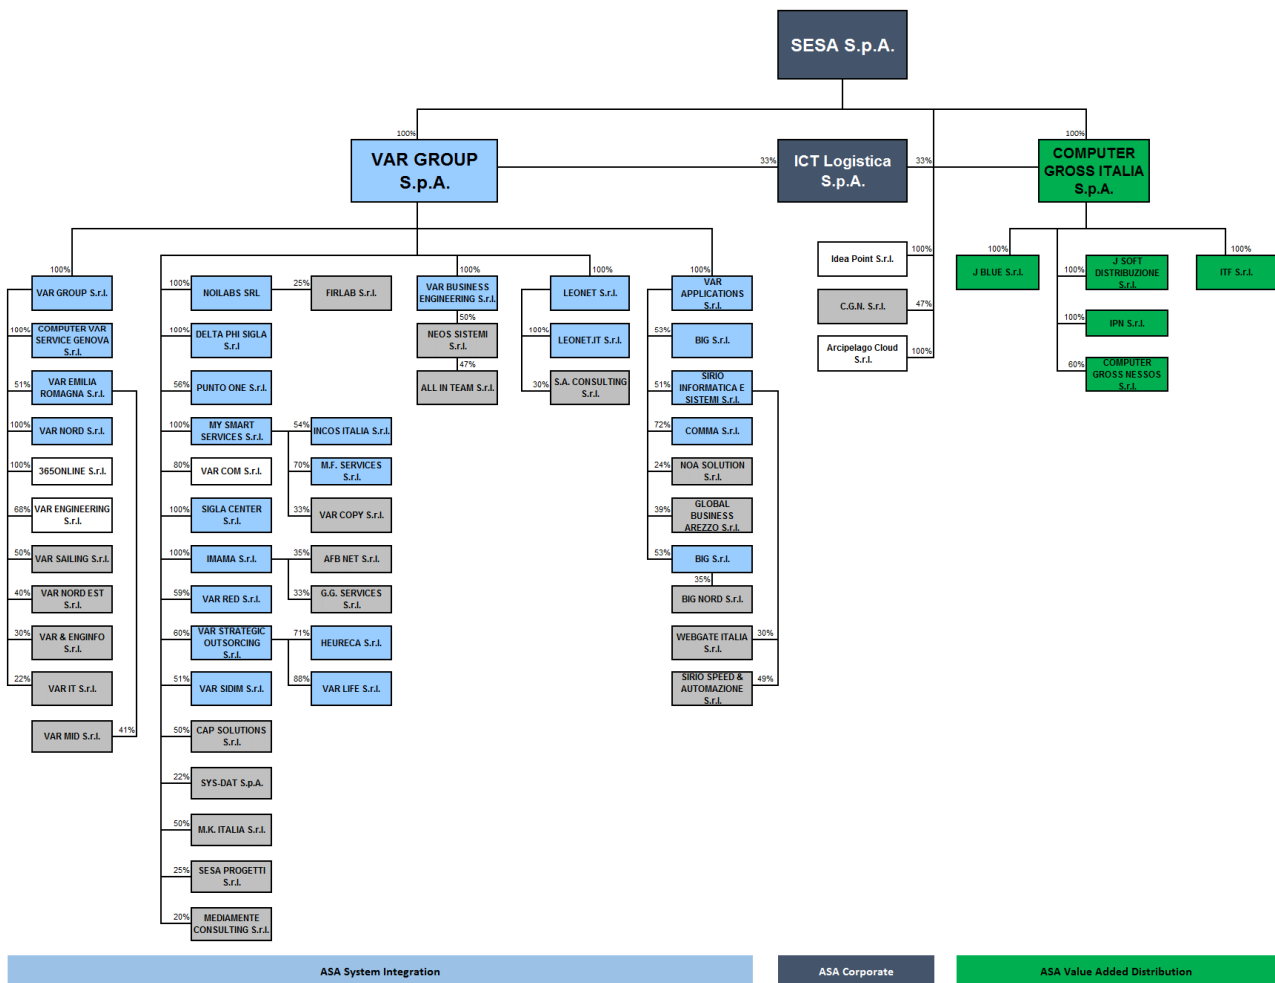 SESA S.p.A.
100%
100%
VAR GROUP
S.p.A.
33%
ICT Logistica
S.p.A.
33%
COMPUTER
GROSS ITALIA
S.p.A.
Idea Point S.r.l.
100%
C.G.N. S.r.l.
47%
Arcipelago Cloud
S.r.l.
100%
100%
J BLUE S.r.l.
100%
J SOFT
DISTRIBUZIONE
S.r.l.
100%
IPN S.r.l.
60%
COMPUTER
GROSS NESSOS
S.r.l.
100%
ITF S.r.l.
100%
VAR GROUP S.r.l.
100%
COMPUTER VAR
SERVICE GENOVA
S.r.l.
51%
VAR EMILIA
ROMAGNA S.r.l.
100%
VAR NORD S.r.l.
100%
365ONLINE S.r.l.
68%
VAR ENGINEERING
S.r.l.
50%
VAR SAILING S.r.l.
40%
VAR NORD EST
S.r.l.
30%
VAR & ENGINFO
S.r.l.
22%
VAR IT S.r.l.
VAR MID S.r.l.
41%
100%
NOILABS SRL
25%
FIRLAB S.r.l.
100%
DELTA PHI SIGLA
S.r.l
56%
PUNTO ONE S.r.l.
100%
MY SMART
SERVICES S.r.l.
54%
INCOS ITALIA S.r.l.
70%
M.F. SERVICES
S.r.l.
33%
VAR COPY S.r.l.
80%
VAR COM S.r.l.
100%
SIGLA CENTER
S.r.l.
100%
IMAMA S.r.l.
35%
AFB NET S.r.l.
33%
G.G. SERVICES
S.r.l.
59%
VAR RED S.r.l.
60%
VAR STRATEGIC
OUTSORCING
S.r.l.
71%
HEURECA S.r.l.
88%
VAR LIFE S.r.l.
51%
VAR SIDIM S.r.l.
50%
CAP SOLUTIONS
S.r.l.
22%
SYS-DAT S.p.A.
50%
M.K. ITALIA S.r.l.
25%
SESA PROGETTI
S.r.l.
20%
MEDIAMENTE
CONSULTING S.r.l.
100%
VAR BUSINESS
ENGINEERING S.r.l.
50%
NEOS SISTEMI
S.r.l.
47%
ALL IN TEAM S.r.l.
100%
LEONET S.r.l.
100%
LEONET.IT S.r.l.
30%
S.A. CONSULTING
S.r.l.
100%
VAR
APPLICATIONS
S.r.l.
53%
BIG S.r.l.
51%
SIRIO
INFORMATICA E
SISTEMI S.r.l.
72%
COMMA S.r.l.
24%
NOA SOLUTION
S.r.l.
39%
GLOBAL
BUSINESS
AREZZO S.r.l.
53%
BIG S.r.l.
35%
BIG NORD S.r.l.
WEBGATE ITALIA
S.r.l.
30%
SIRIO SPEED &
AUTOMAZIONE
S.r.l.
49%
ASA System Integration
ASA Corporate
ASA Value Added Distribution